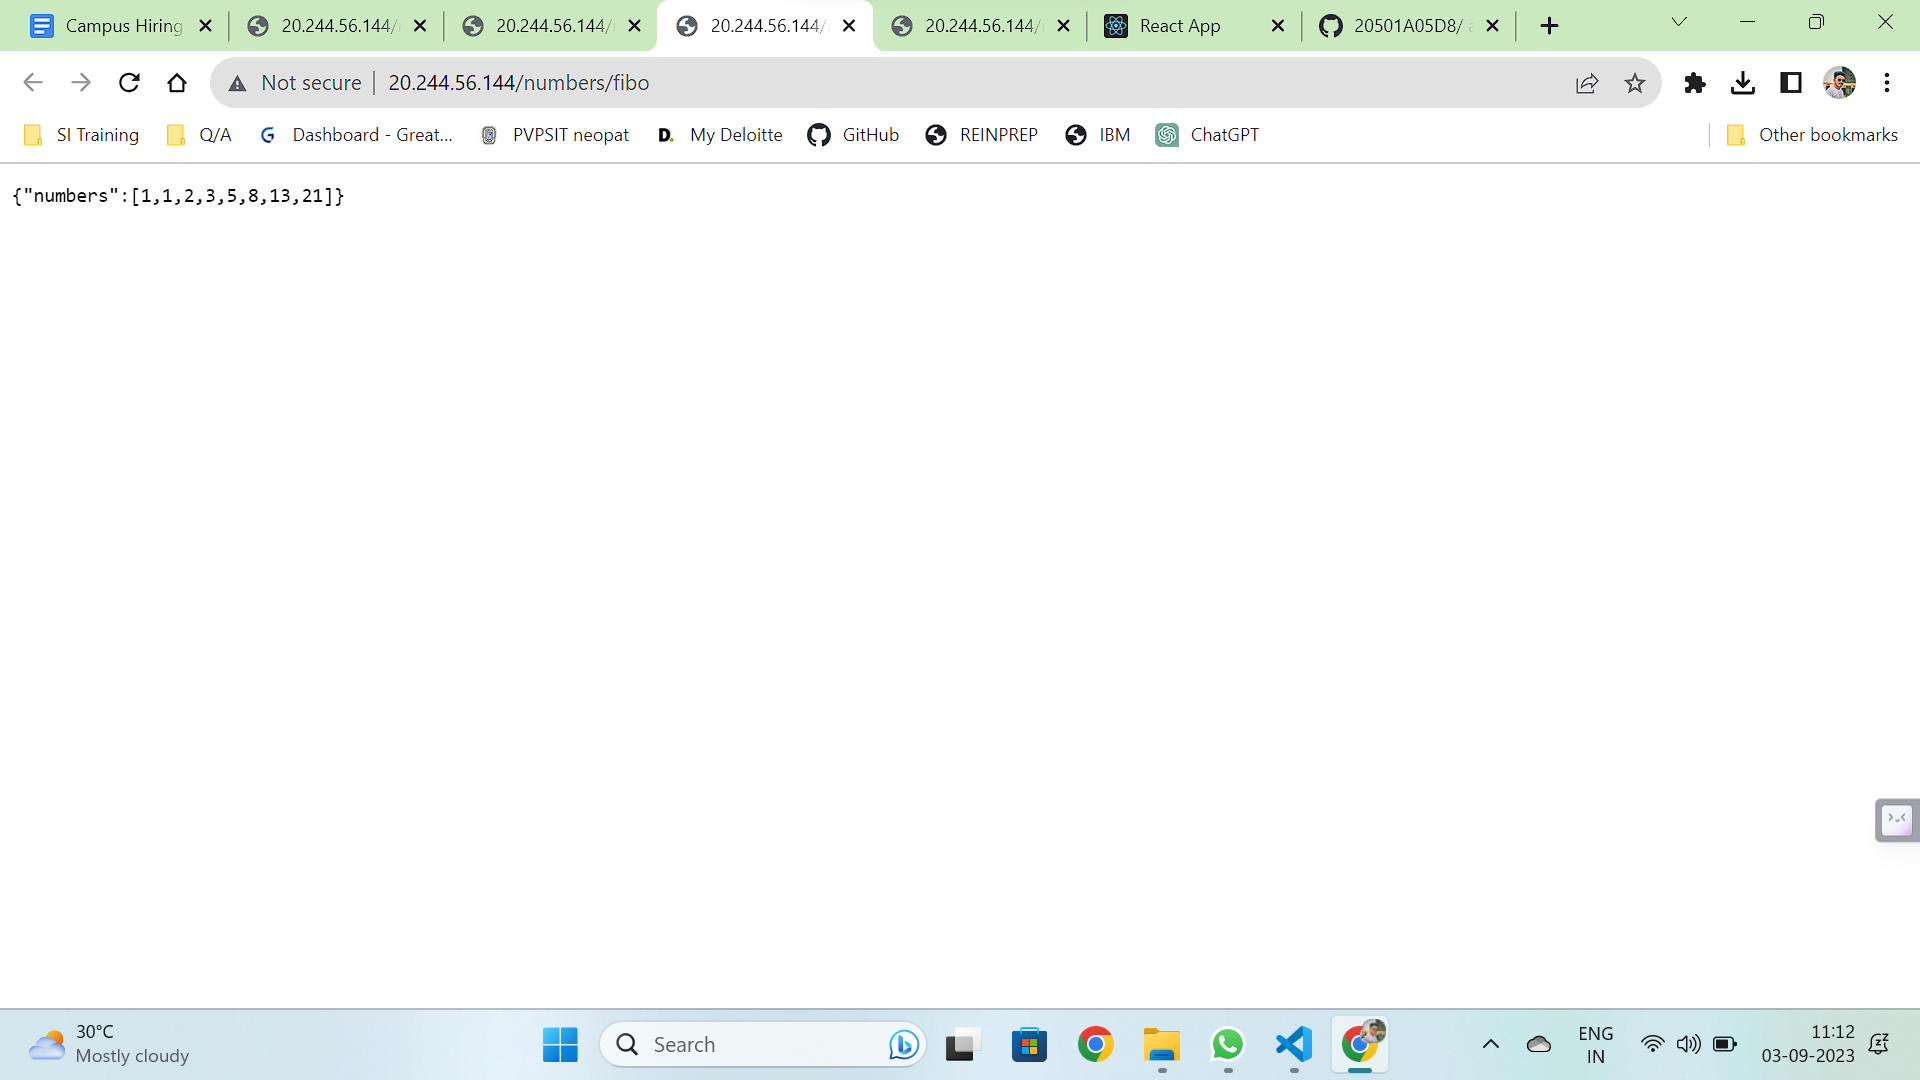 Campus Hiring
20.244.56.144/
20.244.56.144/
20.244.56.144/
20.244.56.144/
React App
20501A05D8/
Not secure
20.244.56.144/numbers/fibo
SI Training
Q/A
Dashboard - Great...
PVPSIT neopat
D.
My Deloitte
GitHub
REINPREP
IBM
ChatGPT
Other bookmarks
{"numbers":[1,1,2,3,5,8,13,21]}
30°C
Mostly cloudy
Search
ENG
IN
11:12
03-09-2023